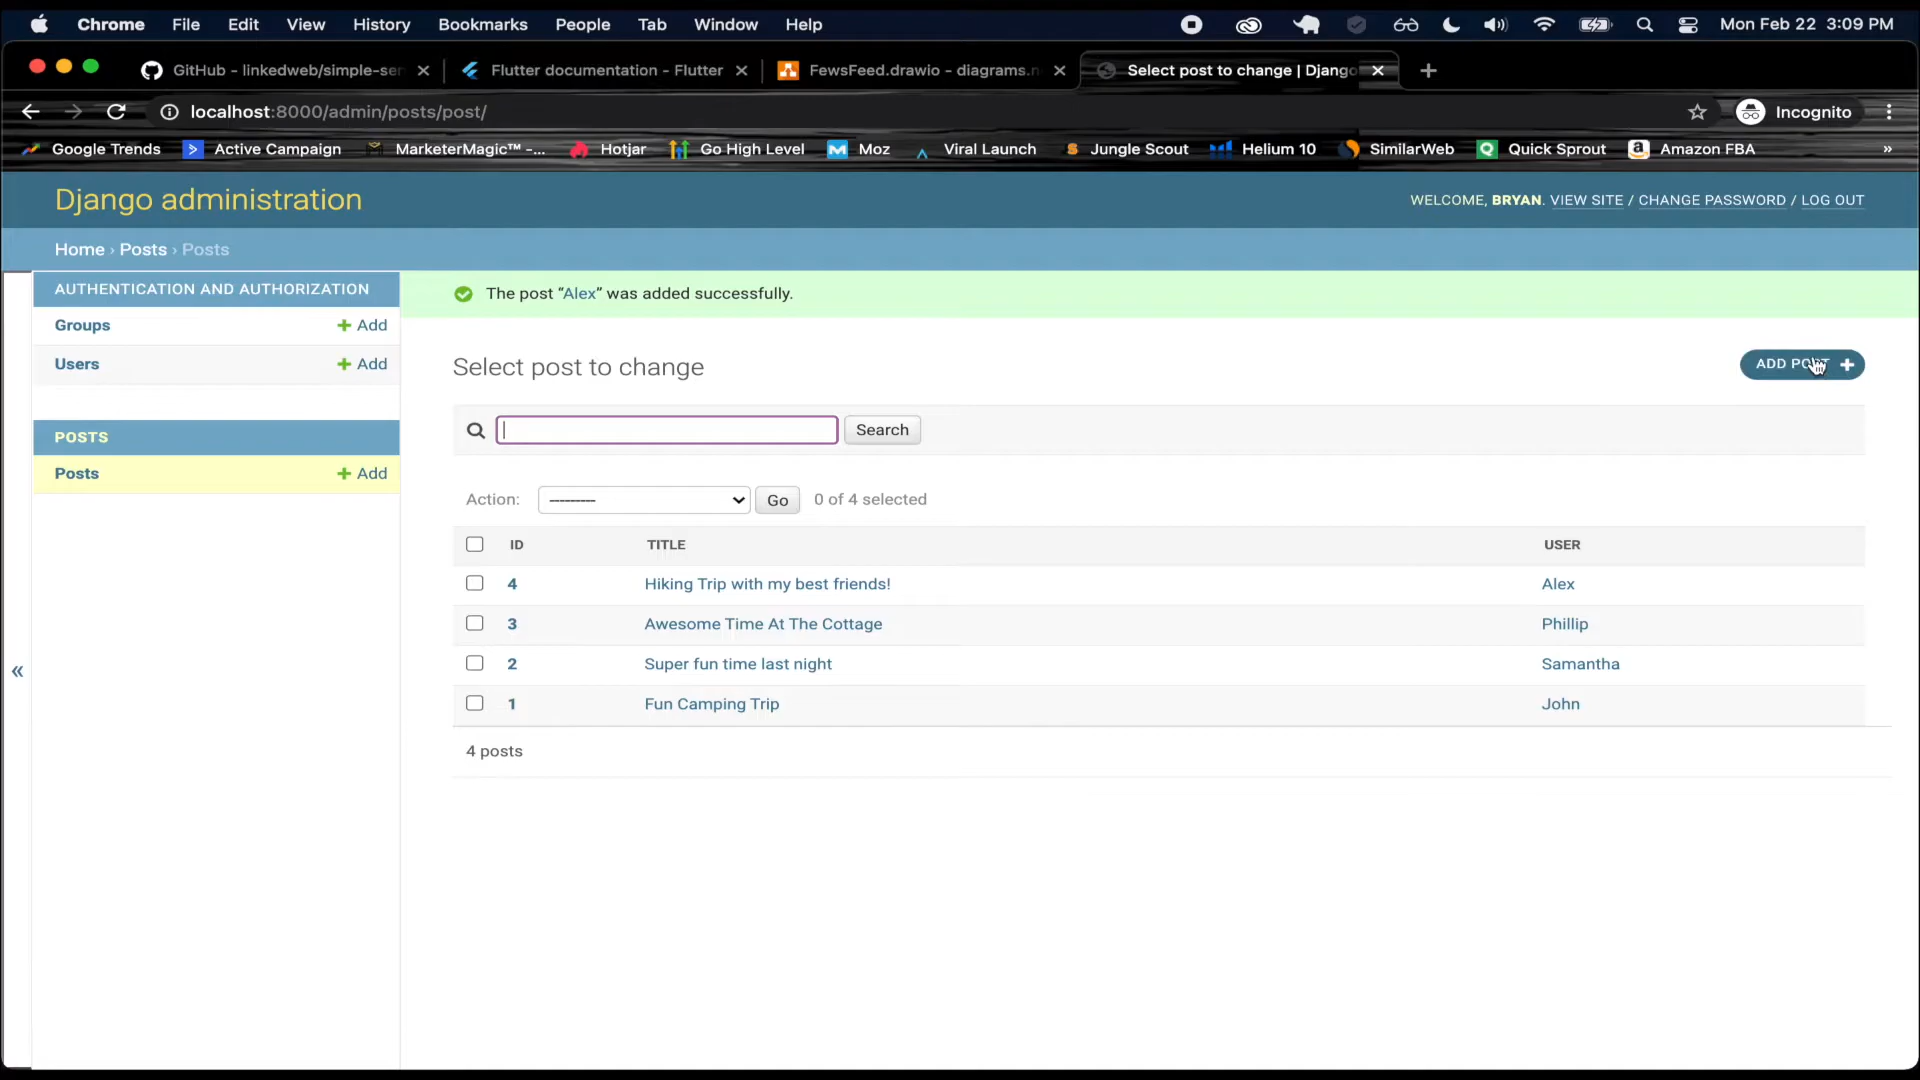 Chrome File Edit View History Bookmarks People Tab Window Help Mon Feb 22 3:09 PM
GitHub - linkedweb/simple-ser Flutter documentation - Flutter FewsFeed.drawio - diagrams.n Select post to change | Django
localhost:8000/admin/posts/post/ Incognito
Google Trends Active Campaign MarketerMagic™ -... Hotjar Go High Level Moz Viral Launch Jungle Scout Helium 10 SimilarWeb Quick Sprout Amazon FBA »
Django administration WELCOME, BRYAN. VIEW SITE / CHANGE PASSWORD / LOG OUT
Home › Posts › Posts
AUTHENTICATION AND AUTHORIZATION
Groups + Add
Users + Add
POSTS
Posts + Add
«
The post “Alex” was added successfully.
Select post to change
ADD POST +
Search
Action: --------- Go 0 of 4 selected
ID TITLE USER
4 Hiking Trip with my best friends! Alex
3 Awesome Time At The Cottage Phillip
2 Super fun time last night Samantha
1 Fun Camping Trip John
4 posts